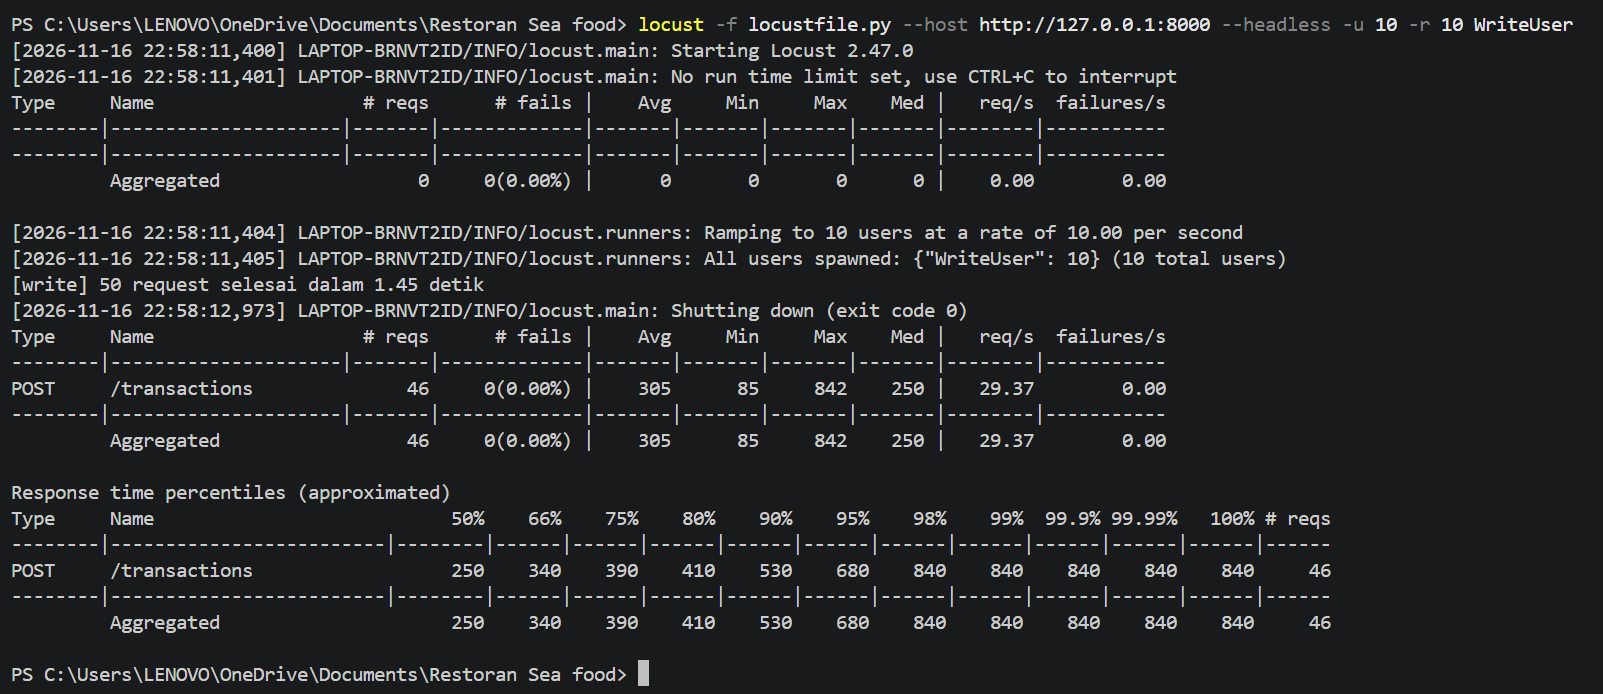 PS C:\Users\LENOVO\OneDrive\Documents\Restoran Sea food> locust -f locustfile.py --host http://127.0.0.1:8000 --headless -u 10 -r 10 WriteUser
[2026-11-16 22:58:11,400] LAPTOP-BRNVT2ID/INFO/locust.main: Starting Locust 2.47.0
[2026-11-16 22:58:11,401] LAPTOP-BRNVT2ID/INFO/locust.main: No run time limit set, use CTRL+C to interrupt
Type     Name                       # reqs      # fails |    Avg     Min     Max    Med |   req/s  failures/s
--------|---------------------|-------|-------------|-------|-------|-------|-------|--------|-----------
--------|---------------------|-------|-------------|-------|-------|-------|-------|--------|-----------
         Aggregated                  0     0(0.00%) |      0       0       0      0 |    0.00        0.00
[2026-11-16 22:58:11,404] LAPTOP-BRNVT2ID/INFO/locust.runners: Ramping to 10 users at a rate of 10.00 per second
[2026-11-16 22:58:11,405] LAPTOP-BRNVT2ID/INFO/locust.runners: All users spawned: {"WriteUser": 10} (10 total users)
[write] 50 request selesai dalam 1.45 detik
[2026-11-16 22:58:12,973] LAPTOP-BRNVT2ID/INFO/locust.main: Shutting down (exit code 0)
Type     Name                       # reqs      # fails |    Avg     Min     Max    Med |   req/s  failures/s
--------|---------------------|-------|-------------|-------|-------|-------|-------|--------|-----------
POST     /transactions              46     0(0.00%) |    305      85     842    250 |   29.37        0.00
--------|---------------------|-------|-------------|-------|-------|-------|-------|--------|-----------
         Aggregated                 46     0(0.00%) |    305      85     842    250 |   29.37        0.00
Response time percentiles (approximated)
Type     Name                           50%    66%    75%    80%    90%    95%    98%    99%  99.9% 99.99%   100% # reqs
--------|-------------------------|--------|------|------|------|------|------|------|------|------|------|------|------
POST     /transactions                  250    340    390    410    530    680    840    840    840    840    840     46
--------|-------------------------|--------|------|------|------|------|------|------|------|------|------|------|------
         Aggregated                     250    340    390    410    530    680    840    840    840    840    840     46
PS C:\Users\LENOVO\OneDrive\Documents\Restoran Sea food>